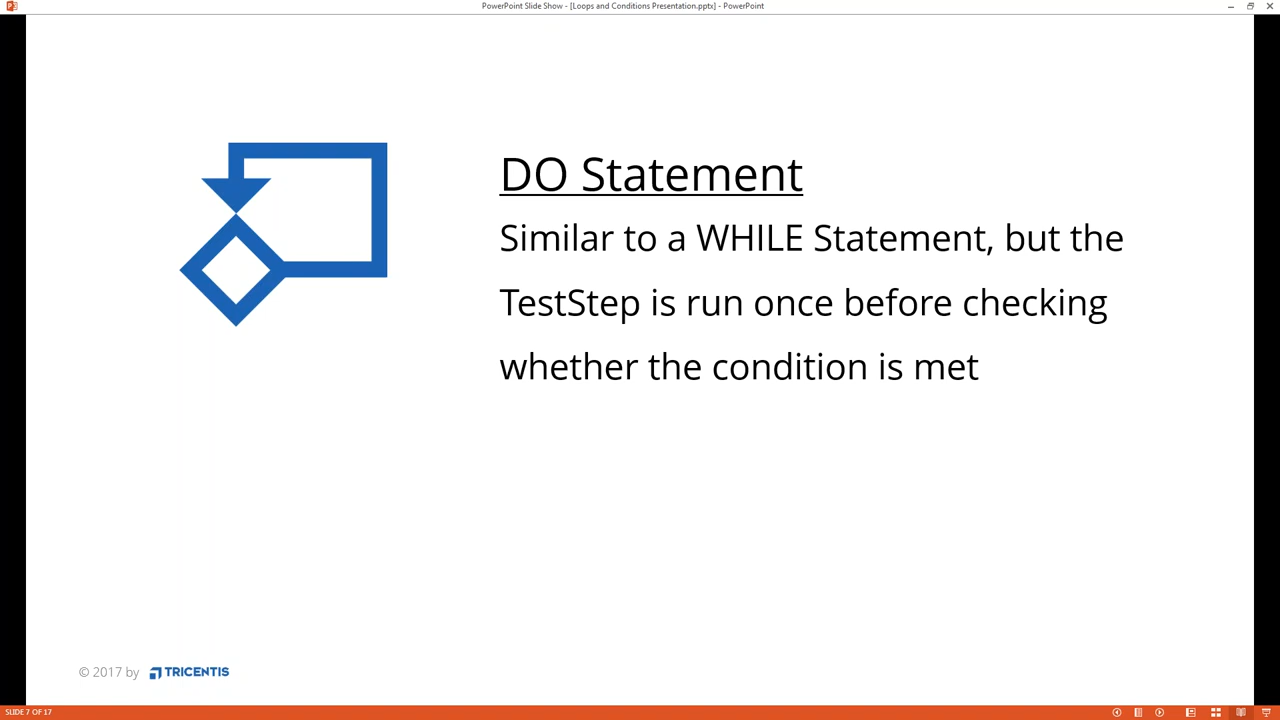 PowerPoint Slide Show - [Loops and Conditions Presentation.pptx] - PowerPoint
DO Statement
Similar to a WHILE Statement, but the
TestStep is run once before checking
whether the condition is met
© 2017 by TRICENTIS
SLIDE 7 OF 17